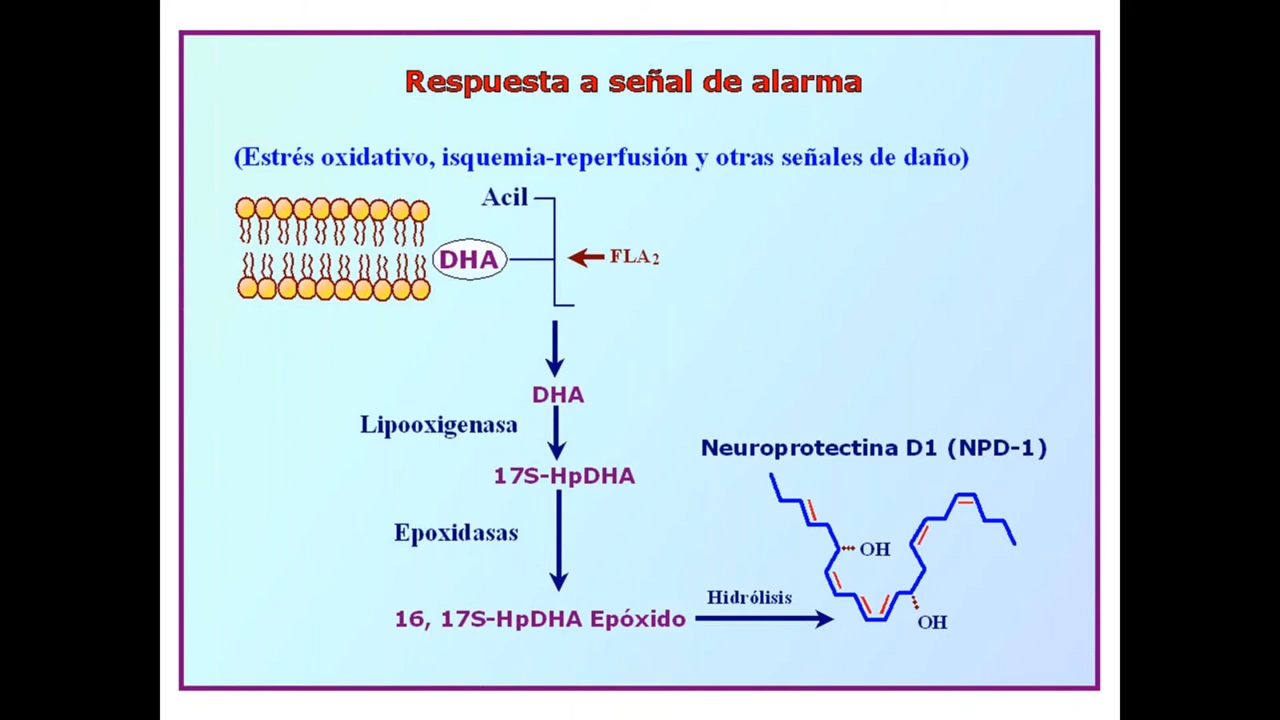 Respuesta a señal de alarma
(Estrés oxidativo, isquemia-reperfusión y otras señales de daño)
Acil
DHA
FLA2
DHA
Lipooxigenasa
17S-HpDHA
Epoxidasas
16, 17S-HpDHA Epóxido
Hidrólisis
Neuroprotectina D1 (NPD-1)
OH
OH